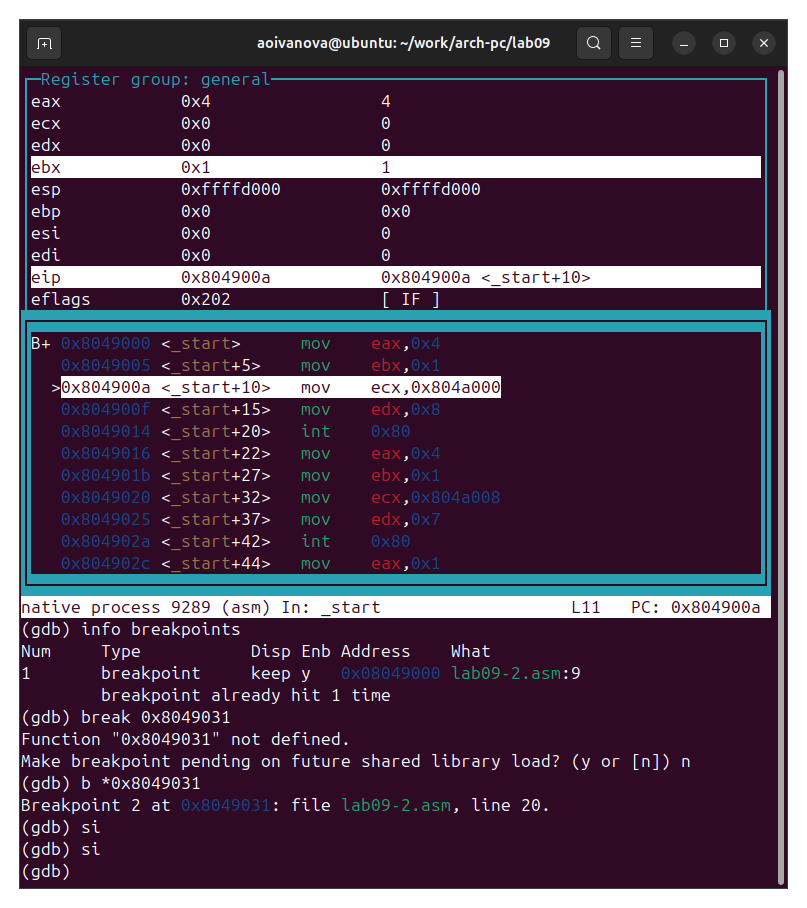 aoivanova@ubuntu: ~/work/arch-pc/lab09
Register group: general
eax 0x4 4
ecx 0x0 0
edx 0x0 0
ebx 0x1 1
esp 0xffffd000 0xffffd000
ebp 0x0 0x0
esi 0x0 0
edi 0x0 0
eip 0x804900a 0x804900a <_start+10>
eflags 0x202 [ IF ]
B+ 0x8049000 <_start> mov eax,0x4
0x8049005 <_start+5> mov ebx,0x1
>0x804900a <_start+10> mov ecx,0x804a000
0x804900f <_start+15> mov edx,0x8
0x8049014 <_start+20> int 0x80
0x8049016 <_start+22> mov eax,0x4
0x804901b <_start+27> mov ebx,0x1
0x8049020 <_start+32> mov ecx,0x804a008
0x8049025 <_start+37> mov edx,0x7
0x804902a <_start+42> int 0x80
0x804902c <_start+44> mov eax,0x1
native process 9289 (asm) In: _start L11 PC: 0x804900a
(gdb) info breakpoints
Num Type Disp Enb Address What
1 breakpoint keep y 0x08049000 lab09-2.asm:9
breakpoint already hit 1 time
(gdb) break 0x8049031
Function "0x8049031" not defined.
Make breakpoint pending on future shared library load? (y or [n]) n
(gdb) b *0x8049031
Breakpoint 2 at 0x8049031: file lab09-2.asm, line 20.
(gdb) si
(gdb) si
(gdb)